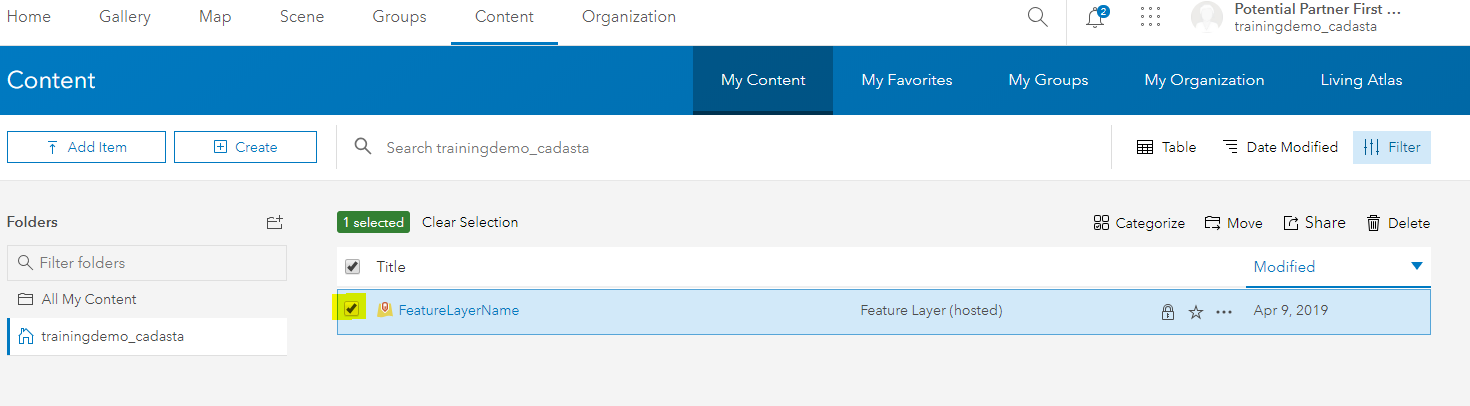 Home Gallery Map Scene Groups Content Organization 2 Potential Partner First ...
trainingdemo_cadasta
Content My Content My Favorites My Groups My Organization Living Atlas
Add Item Create Search trainingdemo_cadasta Table Date Modified Filter
Folders 1 selected Clear Selection Categorize Move Share Delete
Filter folders Title Modified
All My Content FeatureLayerName Feature Layer (hosted) Apr 9, 2019
trainingdemo_cadasta